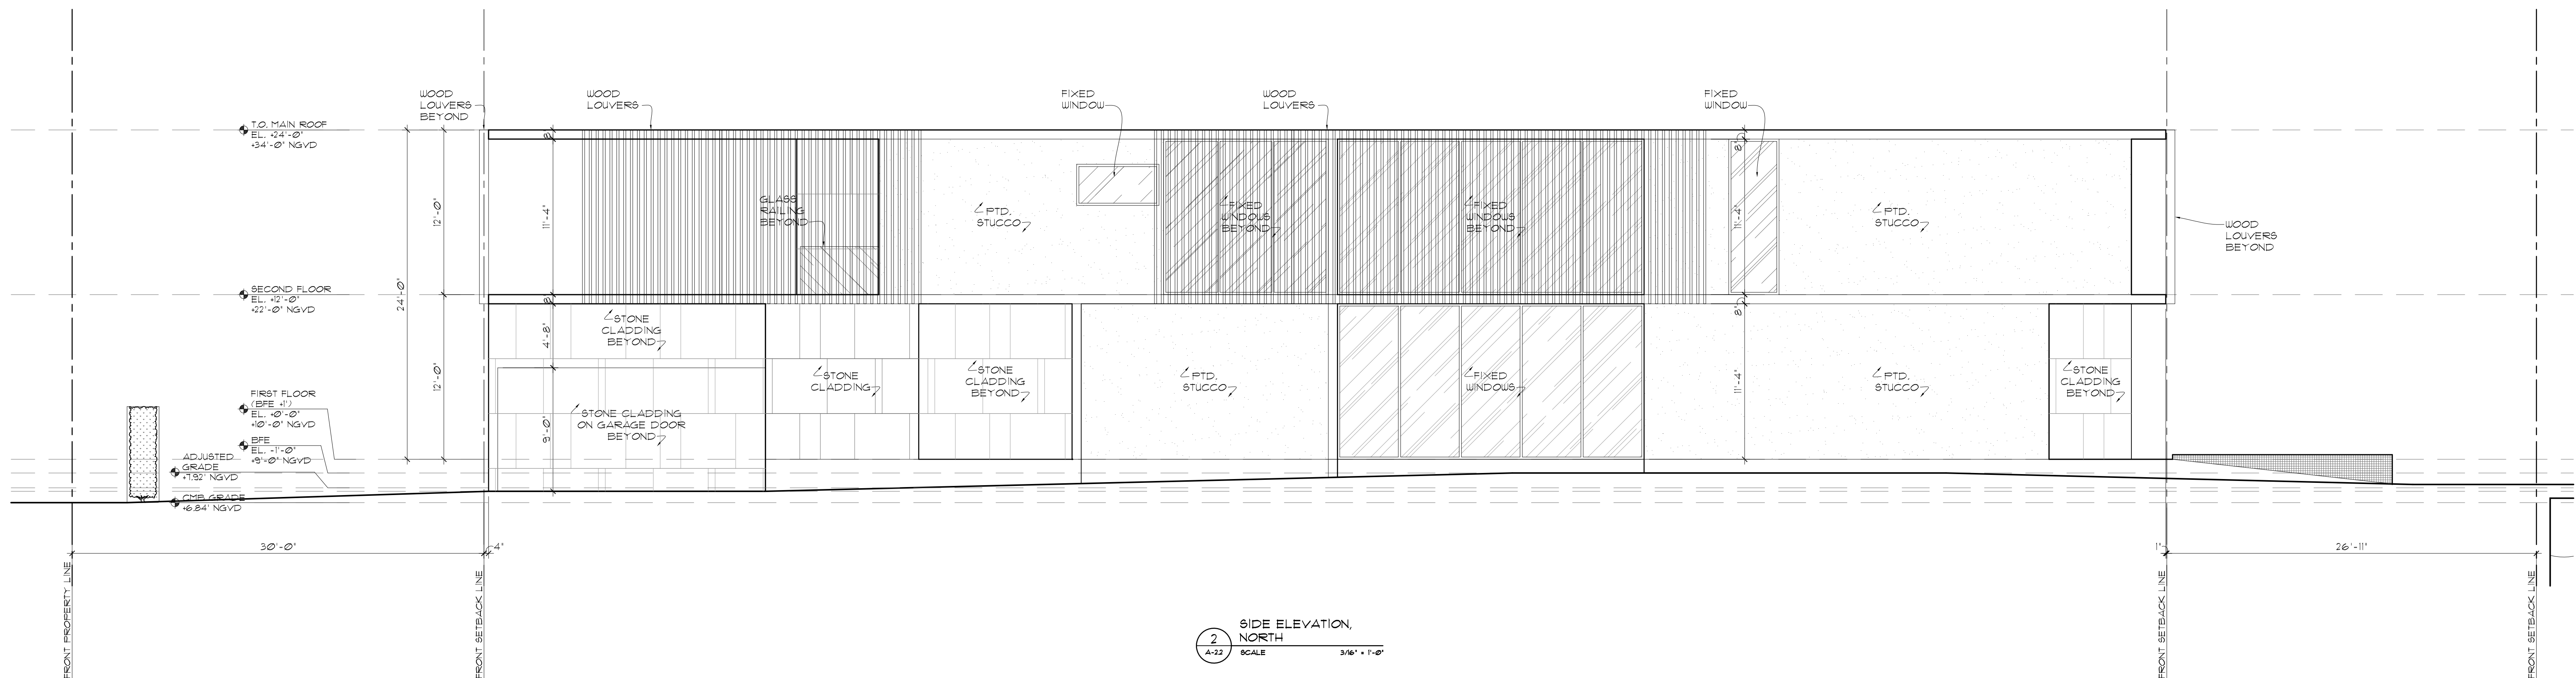 WOOD
LOUVERS
BEYOND
WOOD
LOUVERS
FIXED
WINDOW
WOOD
LOUVERS
FIXED
WINDOW
T.O. MAIN ROOF
EL. +24'-0"
+34'-0" NGVD
8"
8"
12'-0"
11'-4"
GLASS
RAILING
BEYOND
PTD.
STUCCO
FIXED
WINDOWS
BEYOND
FIXED
WINDOWS
BEYOND
11'-4"
PTD.
STUCCO
WOOD
LOUVERS
BEYOND
SECOND FLOOR
EL. +12'-0"
+22'-0" NGVD
24'-0"
8"
8"
STONE
CLADDING
BEYOND
4'-8"
12'-0"
STONE
CLADDING
STONE
CLADDING
BEYOND
PTD.
STUCCO
FIXED
WINDOWS
11'-4"
PTD.
STUCCO
STONE
CLADDING
BEYOND
FIRST FLOOR
(BFE +1')
EL. +0'-0"
+10'-0" NGVD
STONE CLADDING
ON GARAGE DOOR
BEYOND
9'-0"
BFE
EL. -1'-0"
+9'-0" NGVD
ADJUSTED
GRADE
+7.92' NGVD
CMB GRADE
+6.84' NGVD
30'-0"
4"
1"
26'-11"
FRONT PROPERTY LINE
FRONT SETBACK LINE
FRONT SETBACK LINE
FRONT SETBACK LINE
2
A-2.2
SIDE ELEVATION,
NORTH
SCALE 3/16" = 1'-0"